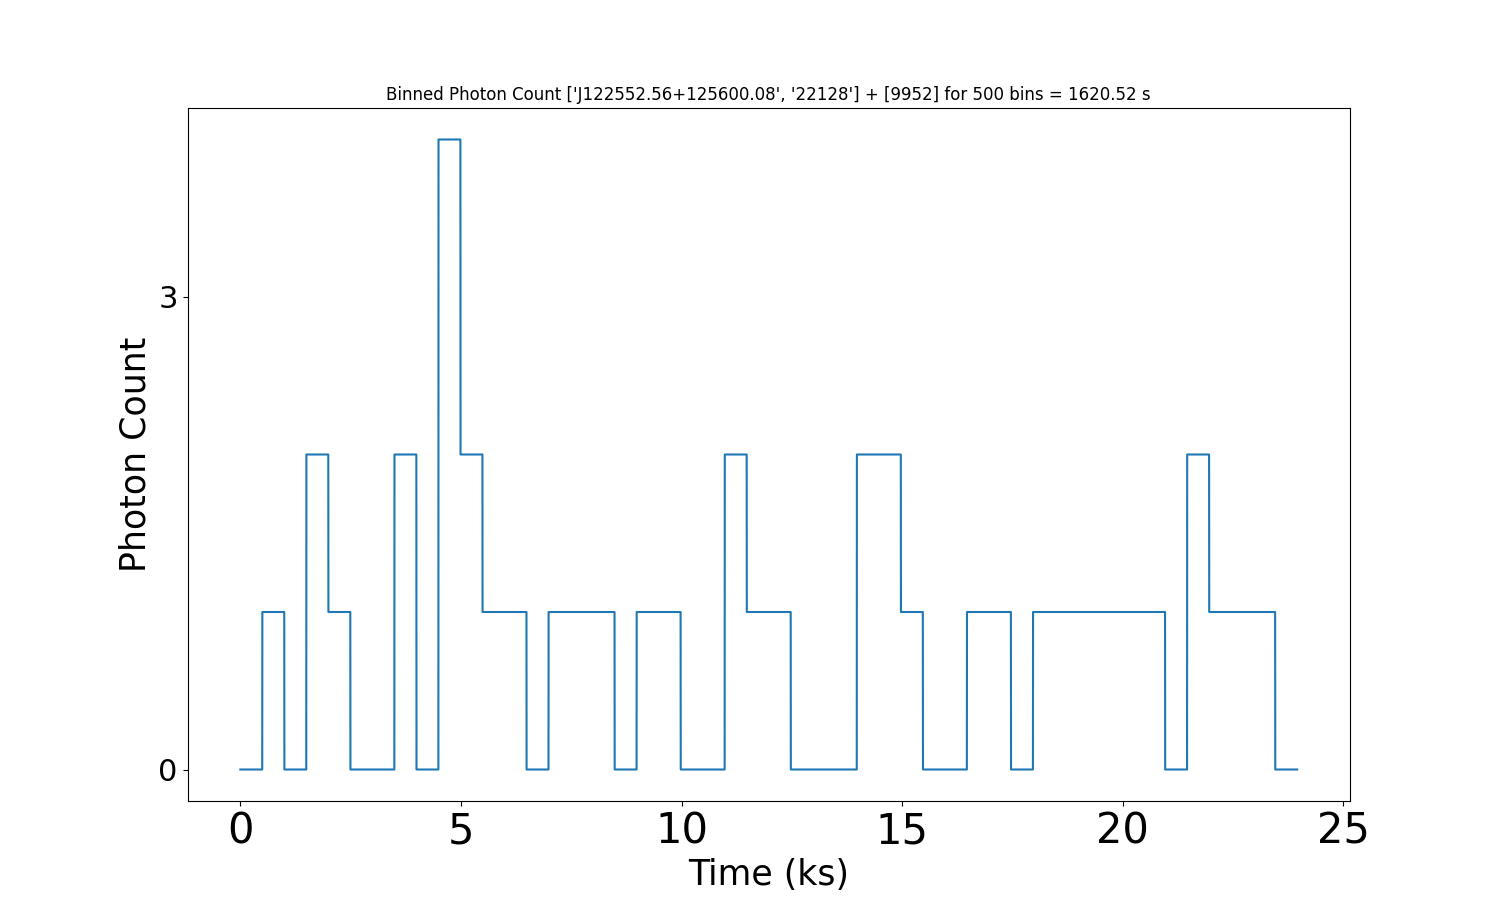 Binned Photon Count ['J122552.56+125600.08', '22128'] + [9952] for 500 bins = 1620.52 s
Photon Count
3
0
0 5 10 15 20 25
Time (ks)